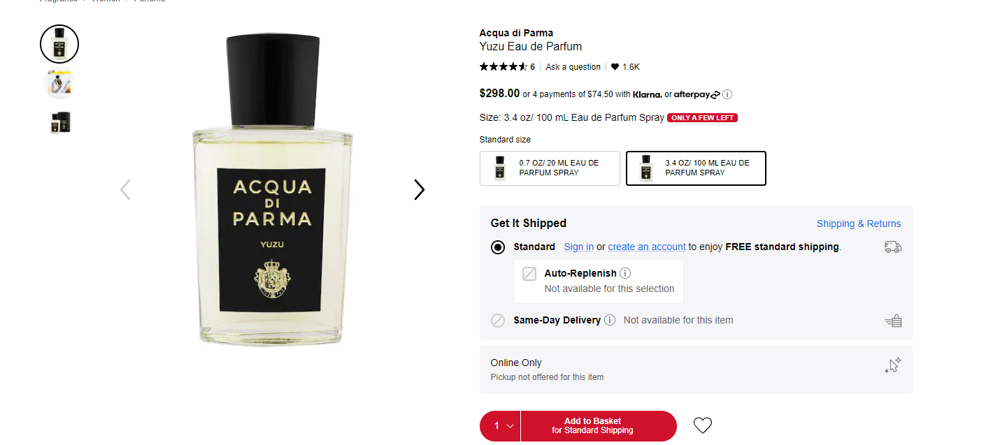 Fragrance
Women
Perfume
ACQUA
DI
PARMA
YUZU
Acqua di Parma
Yuzu Eau de Parfum
6 | Ask a question | 1.6K
$298.00 or 4 payments of $74.50 with Klarna. or afterpay
Size: 3.4 oz/ 100 mL Eau de Parfum Spray ONLY A FEW LEFT
Standard size
0.7 OZ/ 20 ML EAU DE
PARFUM SPRAY
3.4 OZ/ 100 ML EAU DE
PARFUM SPRAY
Get It Shipped
Shipping & Returns
Standard Sign in or create an account to enjoy FREE standard shipping.
Auto-Replenish
Not available for this selection
Same-Day Delivery Not available for this item
Online Only
Pickup not offered for this item
1
Add to Basket
for Standard Shipping